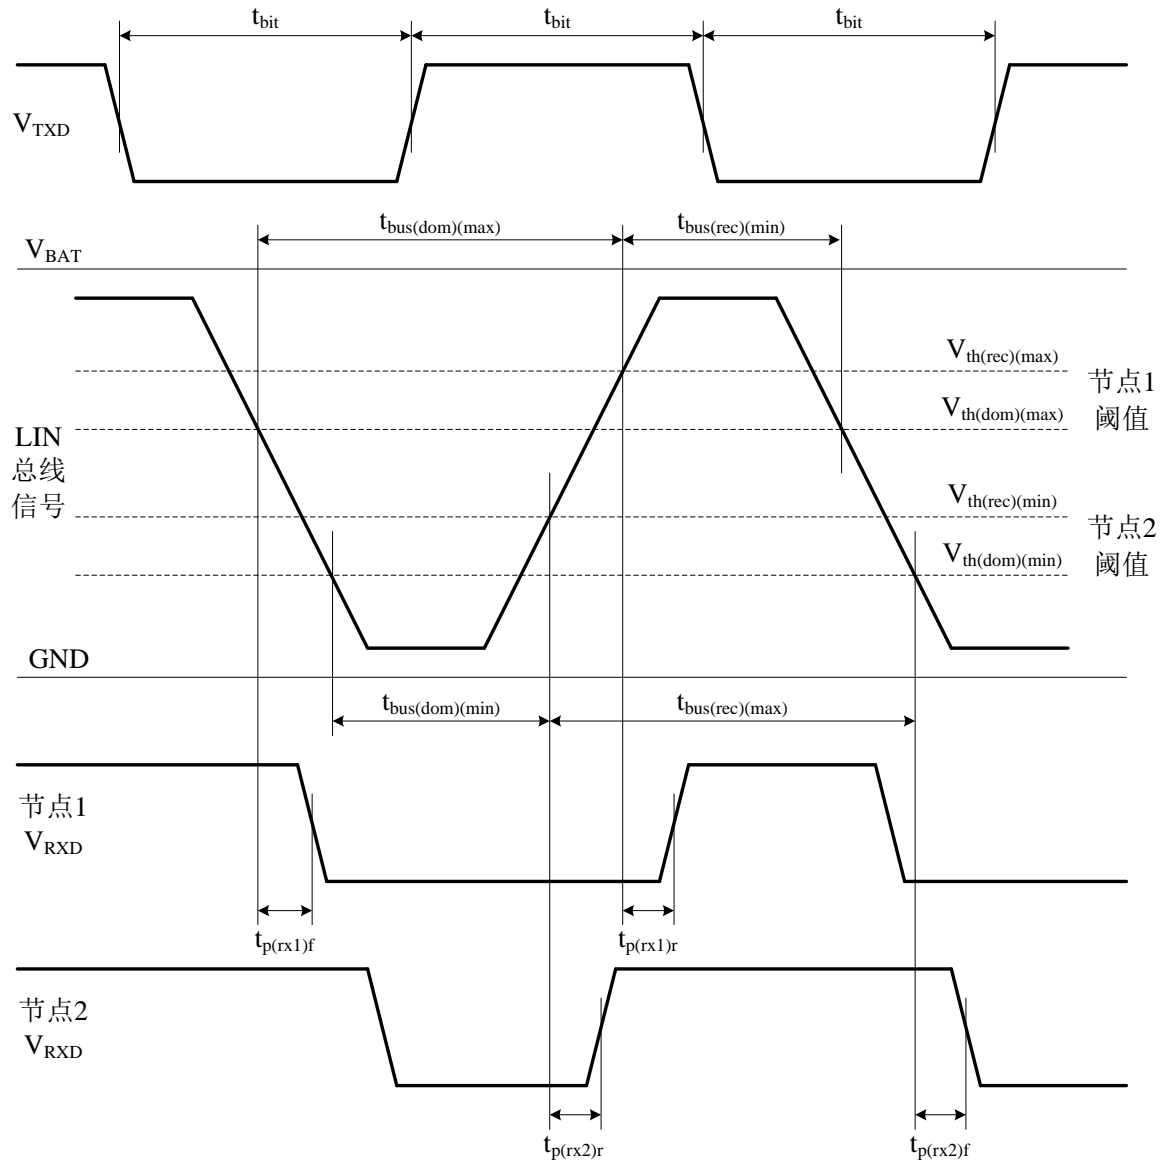 t_bit t_bit t_bit
V_TXD
t_bus(dom)(max) t_bus(rec)(min)
V_BAT
V_th(rec)(max)
节点1
阈值
V_th(dom)(max)
LIN
总线
信号
V_th(rec)(min)
节点2
阈值
V_th(dom)(min)
GND
t_bus(dom)(min) t_bus(rec)(max)
节点1
V_RXD
t_p(rx1)f t_p(rx1)r
节点2
V_RXD
t_p(rx2)r t_p(rx2)f